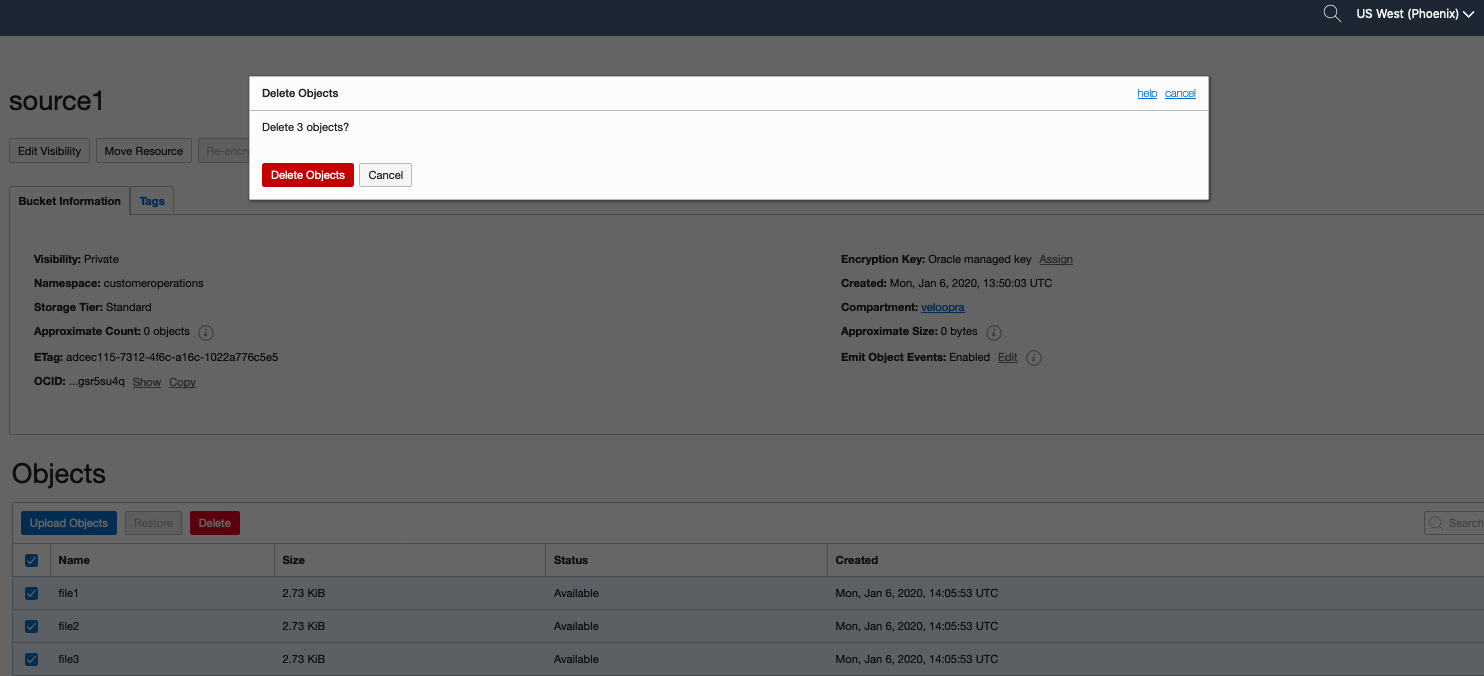 US West (Phoenix)
source1
Delete Objects help cancel
Delete 3 objects?
Edit Visibility Move Resource Re-encr
Delete Objects Cancel
Bucket Information Tags
Visibility: Private
Encryption Key: Oracle managed key Assign
Namespace: customeroperations
Created: Mon, Jan 6, 2020, 13:50:03 UTC
Storage Tier: Standard
Compartment: veloopra
Approximate Count: 0 objects i
Approximate Size: 0 bytes i
ETag: adcec115-7312-4f6c-a16c-1022a776c5e5
Emit Object Events: Enabled Edit i
OCID: ...gsr5su4q Show Copy
Objects
Upload Objects Restore Delete Search
Name Size Status Created
file1 2.73 KiB Available Mon, Jan 6, 2020, 14:05:53 UTC
file2 2.73 KiB Available Mon, Jan 6, 2020, 14:05:53 UTC
file3 2.73 KiB Available Mon, Jan 6, 2020, 14:05:53 UTC